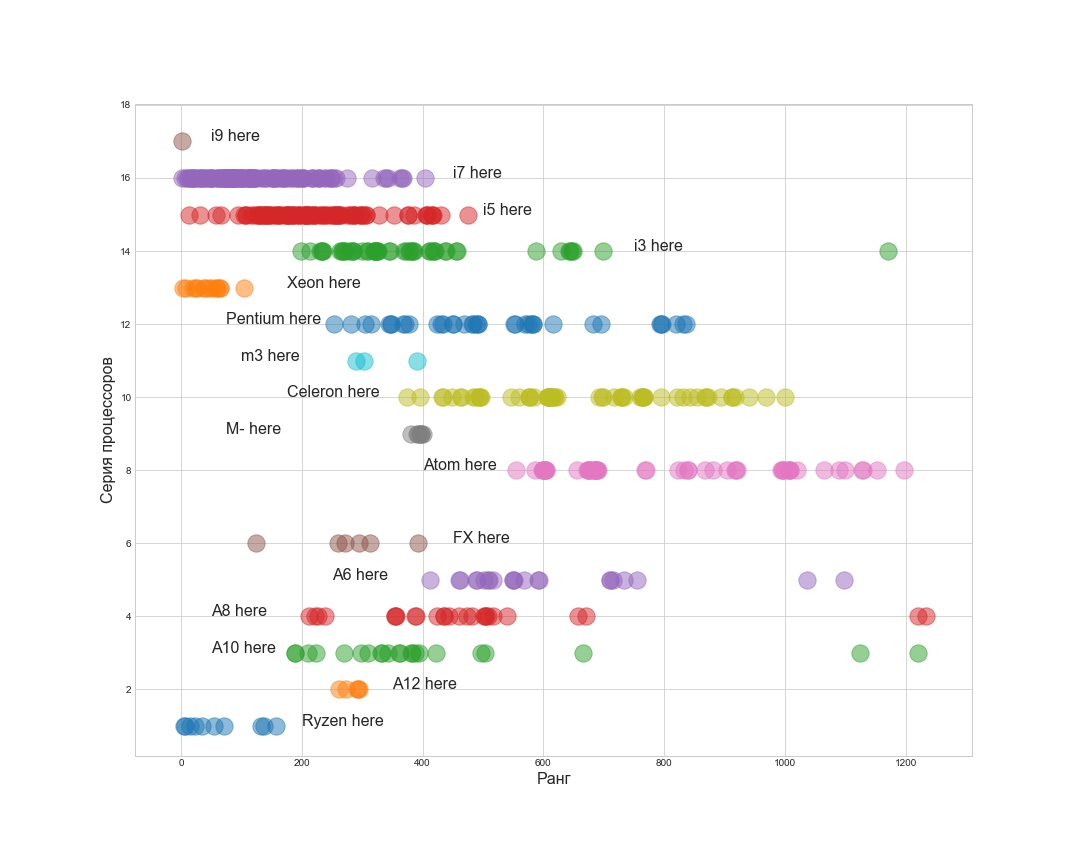 18
i9 here
16
i7 here
i5 here
14
i3 here
Xeon here
12
Pentium here
m3 here
10
Celeron here
M- here
8
Atom here
6
FX here
A6 here
4
A8 here
A10 here
2
A12 here
Ryzen here
0 200 400 600 800 1000 1200
Ранг
Серия процессоров